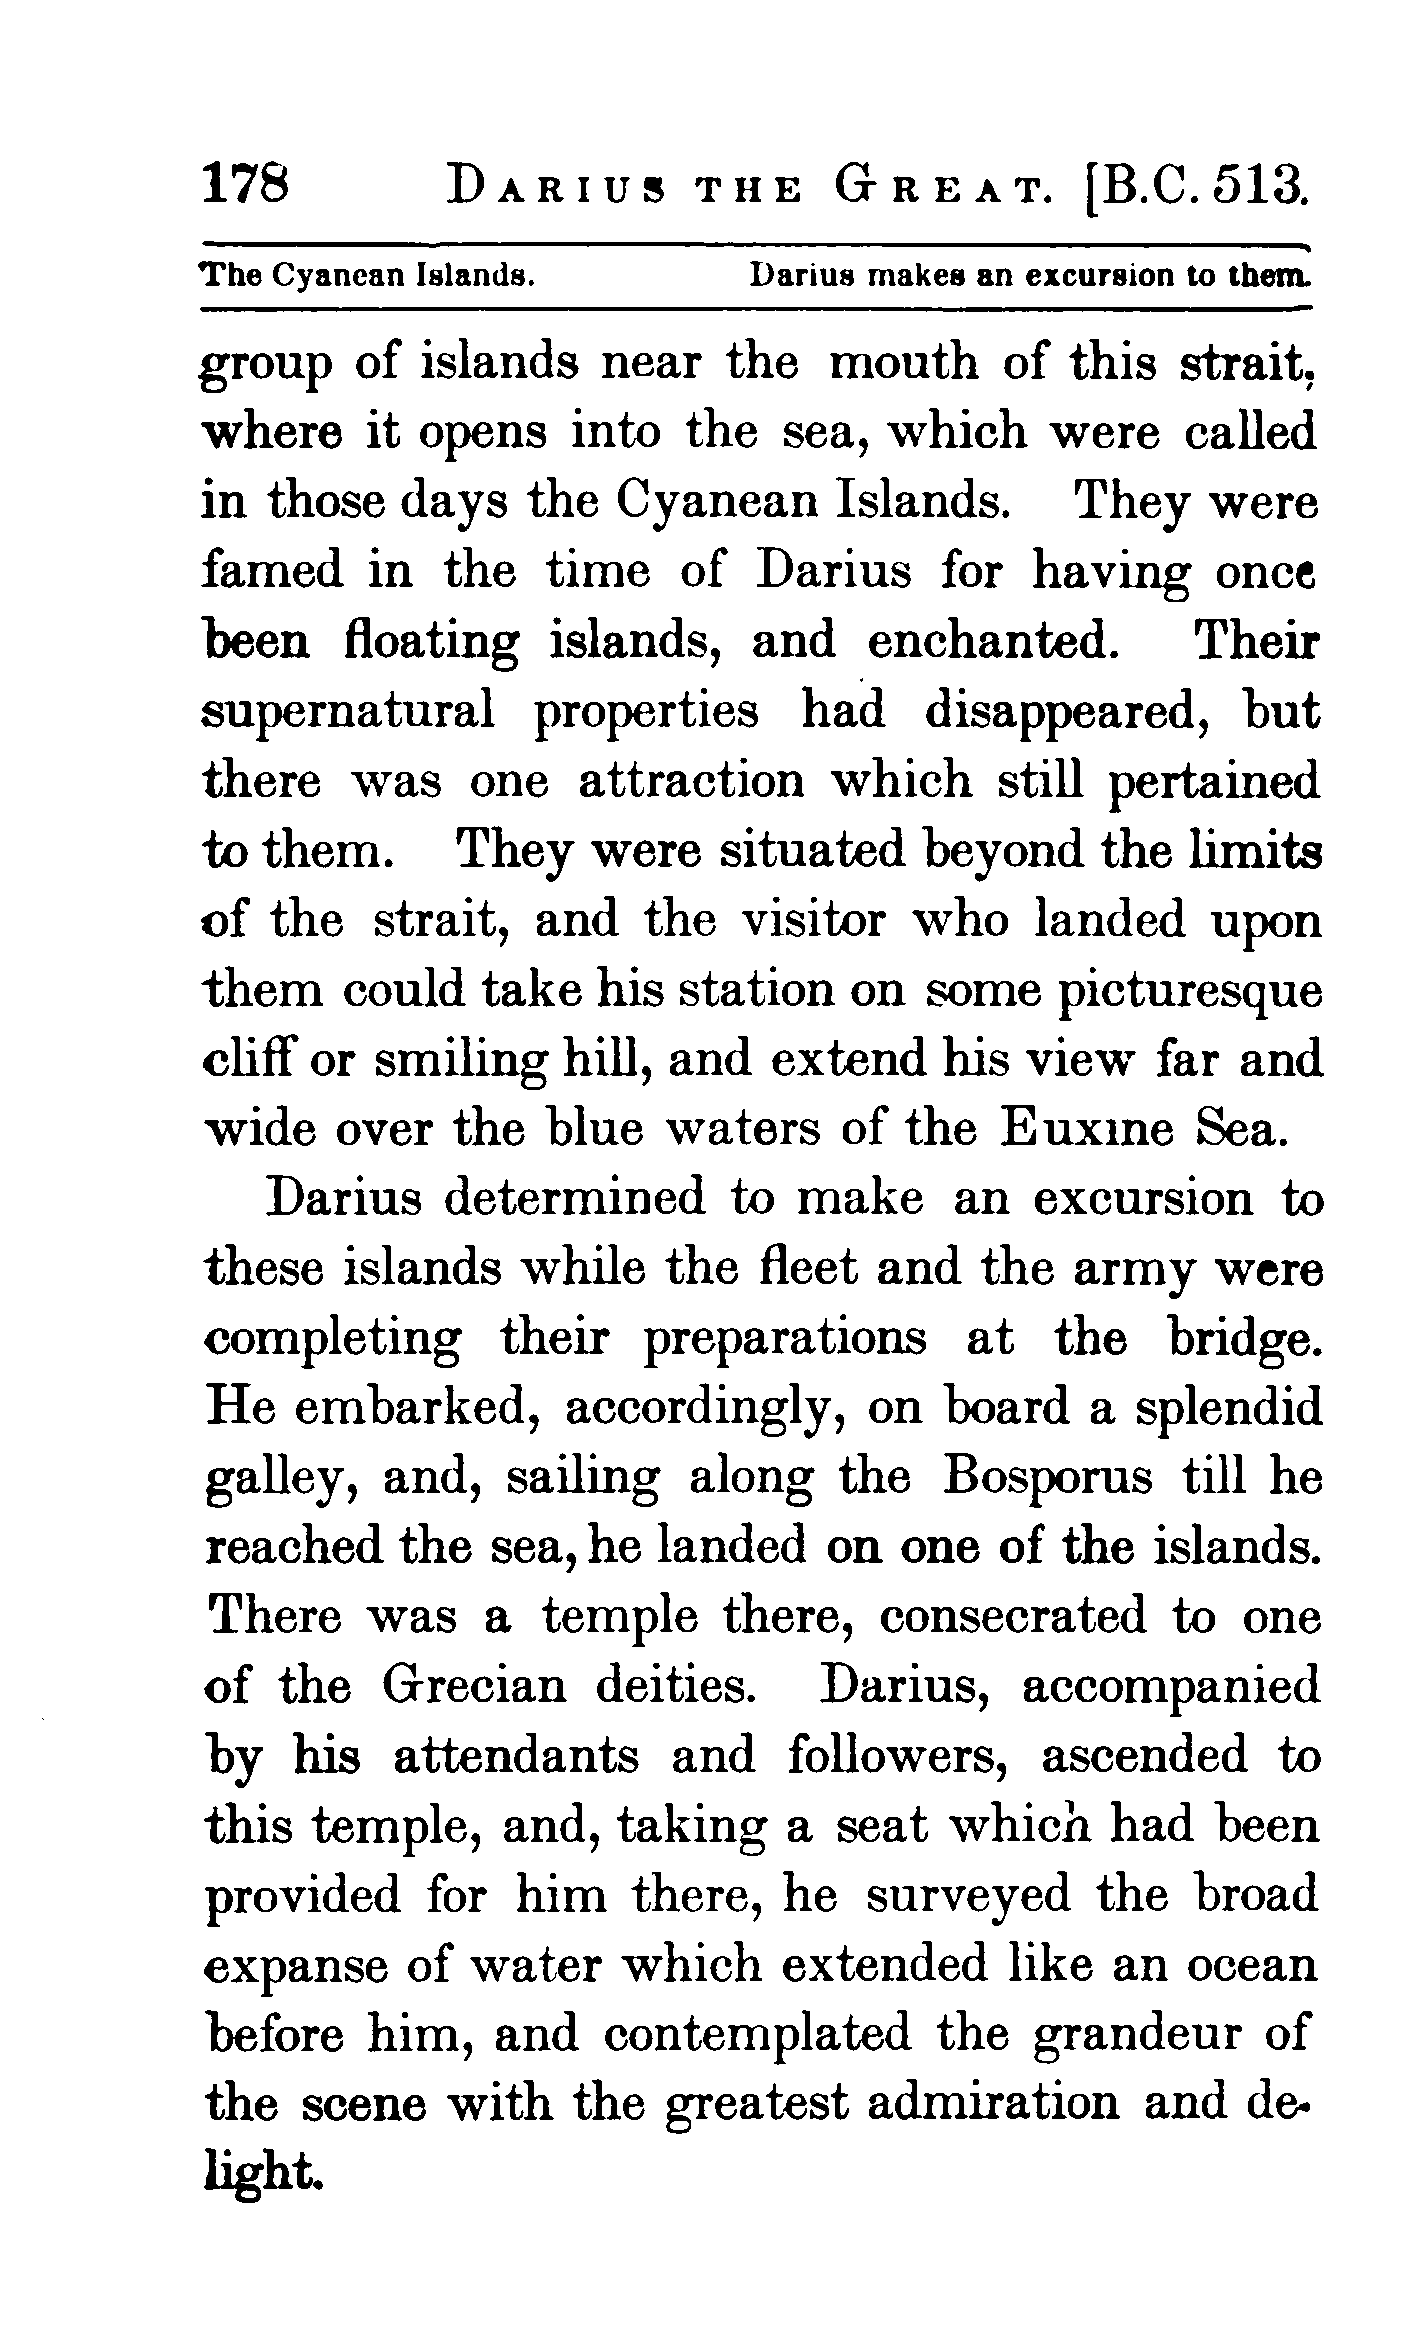 178 DARIUS THE GREAT. [B.C. 513.
The Cyanean Islands. Darius makes an excursion to them.
group of islands near the mouth of this strait,
where it opens into the sea, which were called
in those days the Cyanean Islands. They were
famed in the time of Darius for having once
been floating islands, and enchanted. Their
supernatural properties had disappeared, but
there was one attraction which still pertained
to them. They were situated beyond the limits
of the strait, and the visitor who landed upon
them could take his station on some picturesque
cliff or smiling hill, and extend his view far and
wide over the blue waters of the Euxine Sea.
Darius determined to make an excursion to
these islands while the fleet and the army were
completing their preparations at the bridge.
He embarked, accordingly, on board a splendid
galley, and, sailing along the Bosporus till he
reached the sea, he landed on one of the islands.
There was a temple there, consecrated to one
of the Grecian deities. Darius, accompanied
by his attendants and followers, ascended to
this temple, and, taking a seat which had been
provided for him there, he surveyed the broad
expanse of water which extended like an ocean
before him, and contemplated the grandeur of
the scene with the greatest admiration and de-
light.